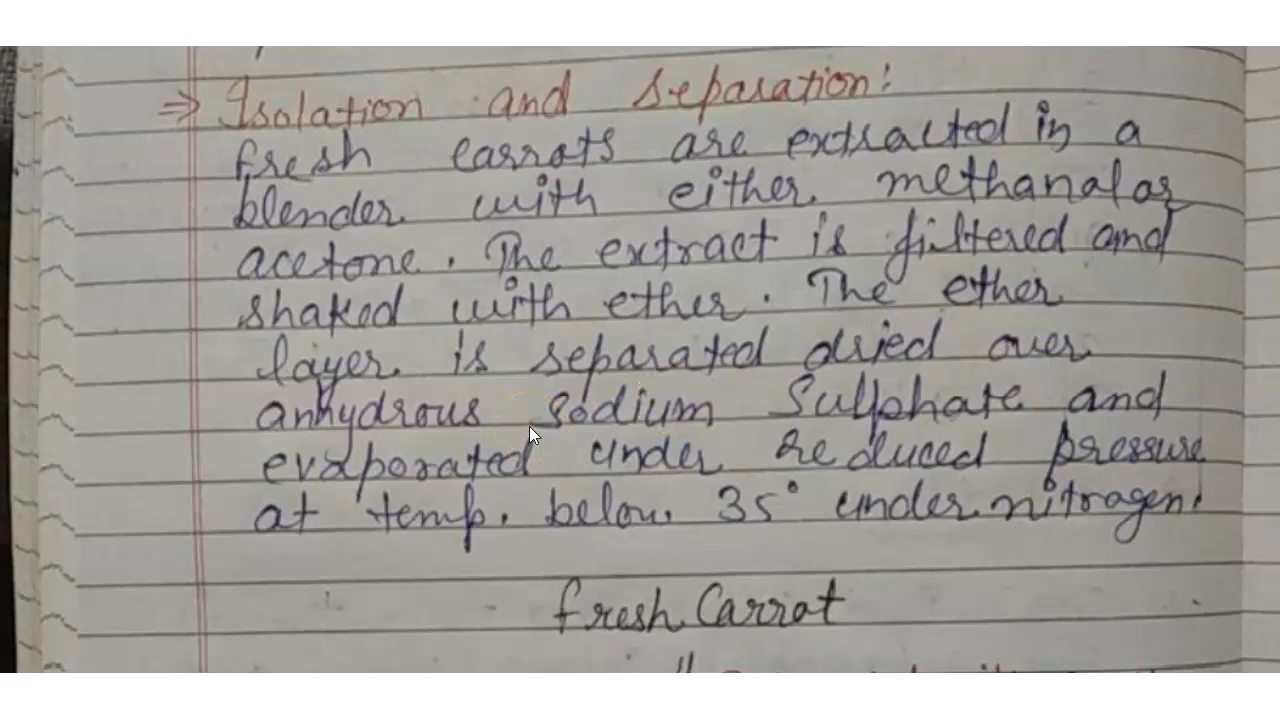 ⇒ Isolation and separation:
fresh carrots are extracted in a
blender with either methanol or
acetone. The extract is filtered and
shaked with ether. The ether
layer is separated dried over
anhydrous sodium Sulphate and
evaporated under reduced pressure
at temp. below 35° under nitrogen.
fresh Carrot